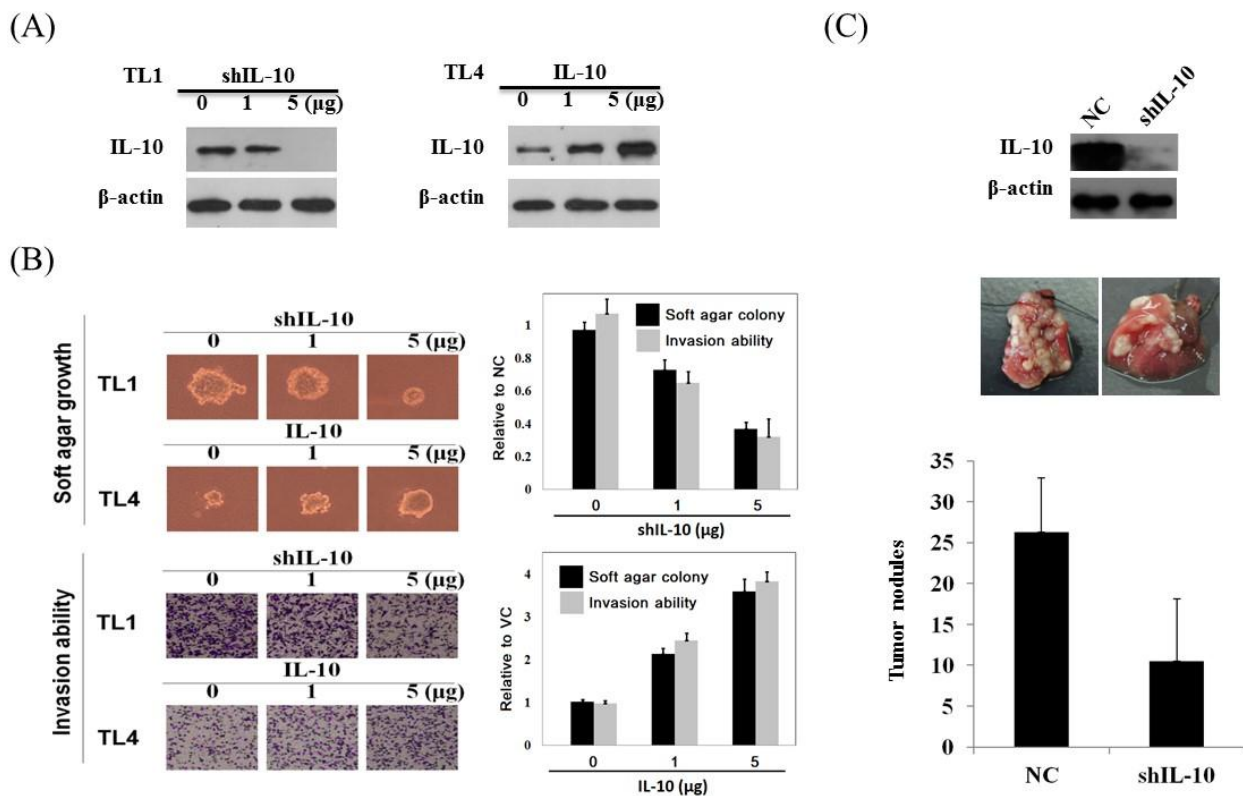 (A)
TL1 shIL-10
0 1 5 (μg)
IL-10
β-actin
TL4 IL-10
0 1 5 (μg)
IL-10
β-actin
(B)
Soft agar growth
shIL-10
0 1 5 (μg)
TL1
IL-10
0 1 5 (μg)
TL4
Invasion ability
shIL-10
0 1 5 (μg)
TL1
IL-10
0 1 5 (μg)
TL4
Relative to NC
1
0.8
0.6
0.4
0.2
0
Soft agar colony
Invasion ability
0 1 5
shIL-10 (μg)
Relative to VC
4
3
2
1
0
Soft agar colony
Invasion ability
0 1 5
IL-10 (μg)
(C)
NC shIL-10
IL-10
β-actin
Tumor nodules
35
30
25
20
15
10
5
0
NC shIL-10